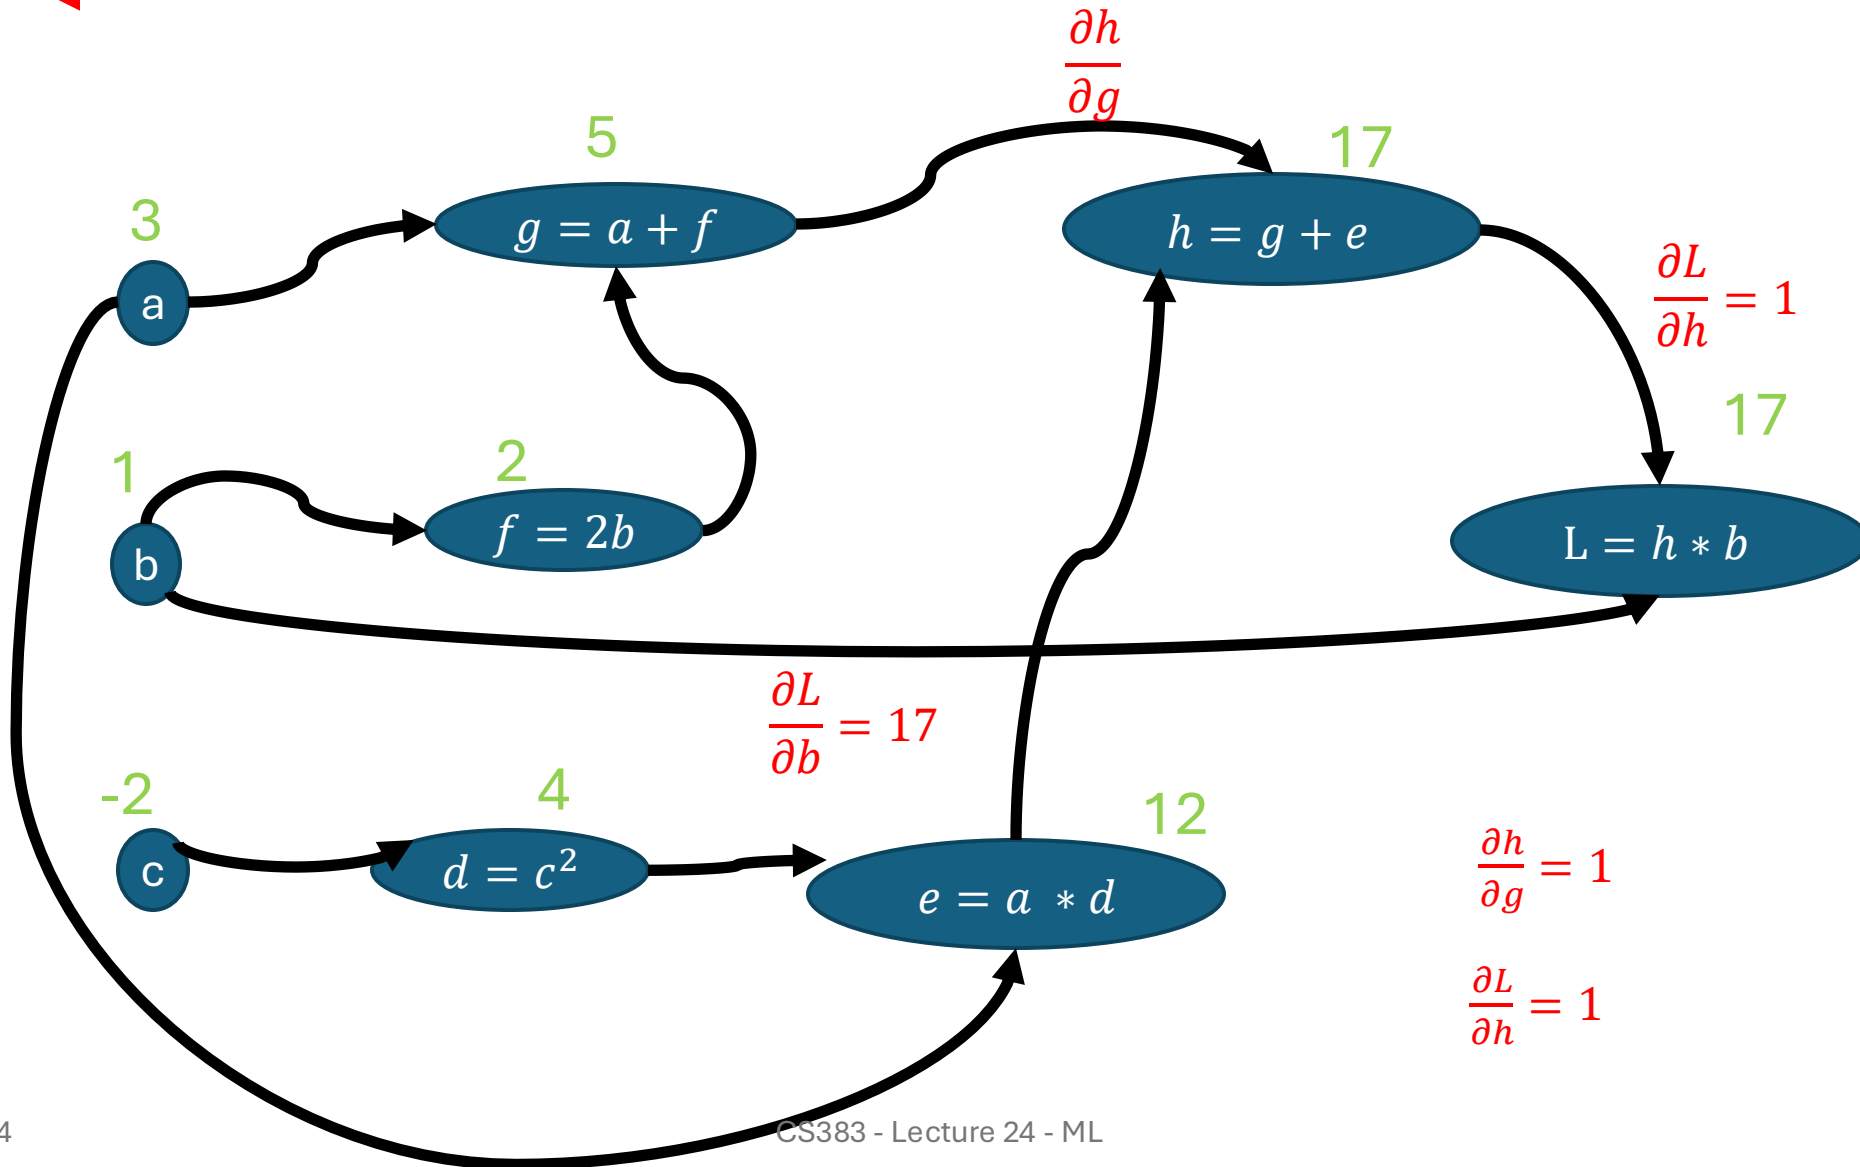 ∂h
∂g
5
17
3
g = a + f
h = g + e
a
∂L
∂h
= 1
17
1
2
f = 2b
L = h ∗ b
b
∂L
∂b
= 17
-2
4
12
c
d = c²
e = a ∗ d
∂h
∂g
= 1
∂L
∂h
= 1
4
CS383 - Lecture 24 - ML